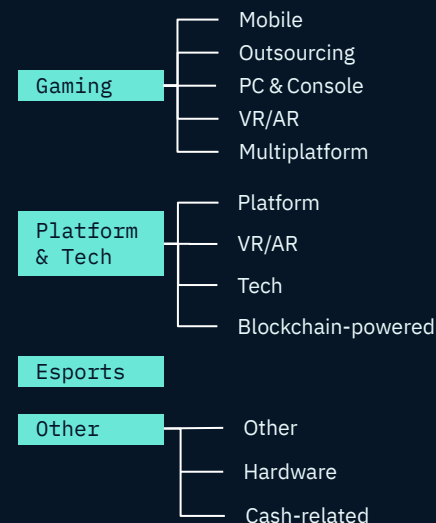 Gaming
Mobile
Outsourcing
PC & Console
VR/AR
Multiplatform
Platform
& Tech
Platform
VR/AR
Tech
Blockchain-powered
Esports
Other
Other
Hardware
Cash-related